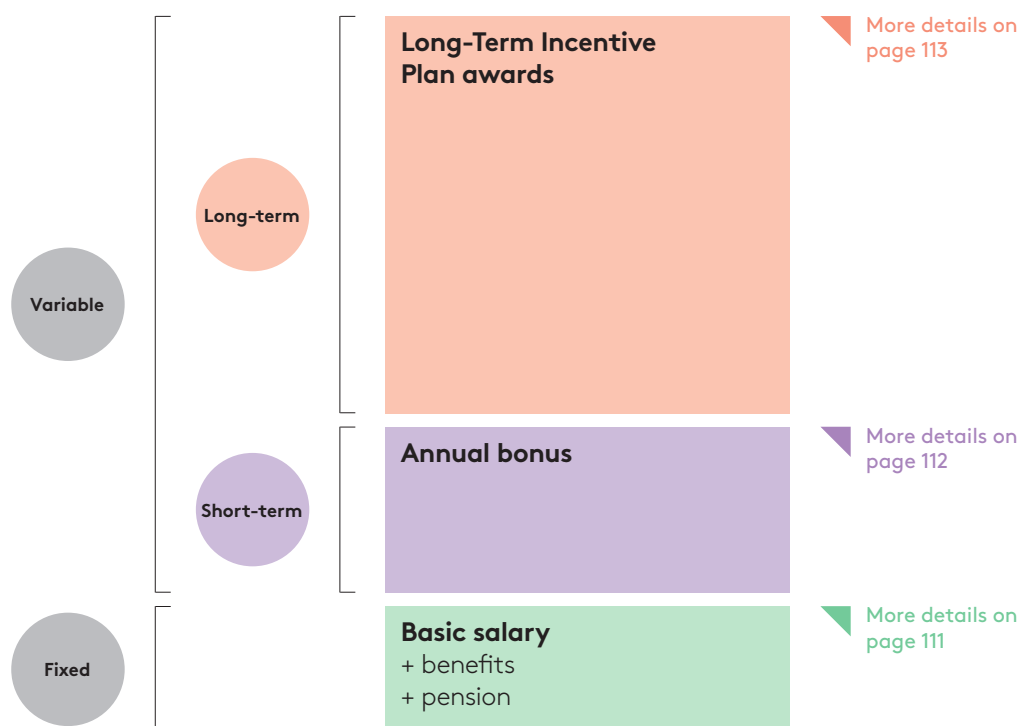 Long-Term Incentive
Plan awards
More details on
page 113
Long-term
Variable
Annual bonus
More details on
page 112
Short-term
Basic salary
+ benefits
+ pension
More details on
page 111
Fixed